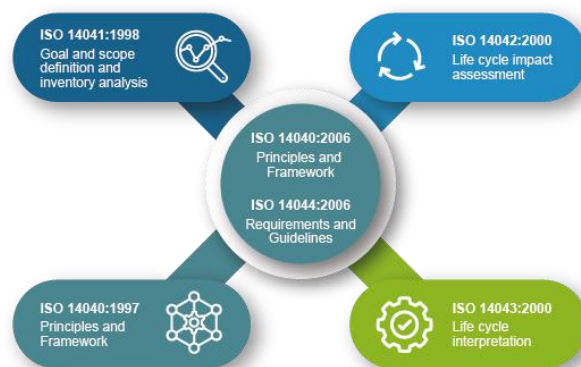 ISO 14041:1998
Goal and scope
definition and
inventory analysis
ISO 14042:2000
Life cycle impact
assessment
ISO 14040:2006
Principles and
Framework
ISO 14044:2006
Requirements and
Guidelines
ISO 14040:1997
Principles and
Framework
ISO 14043:2000
Life cycle
interpretation